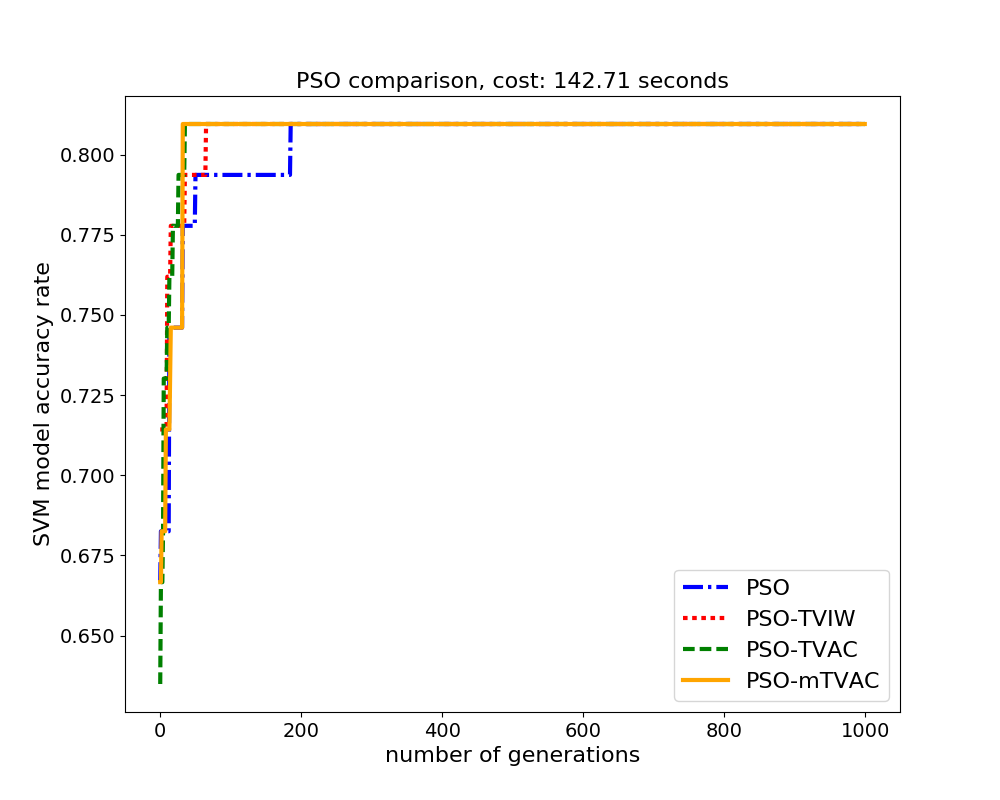 PSO comparison, cost: 142.71 seconds
SVM model accuracy rate
0.800
0.775
0.750
0.725
0.700
0.675
0.650
0 200 400 600 800 1000
number of generations
PSO
PSO-TVIW
PSO-TVAC
PSO-mTVAC